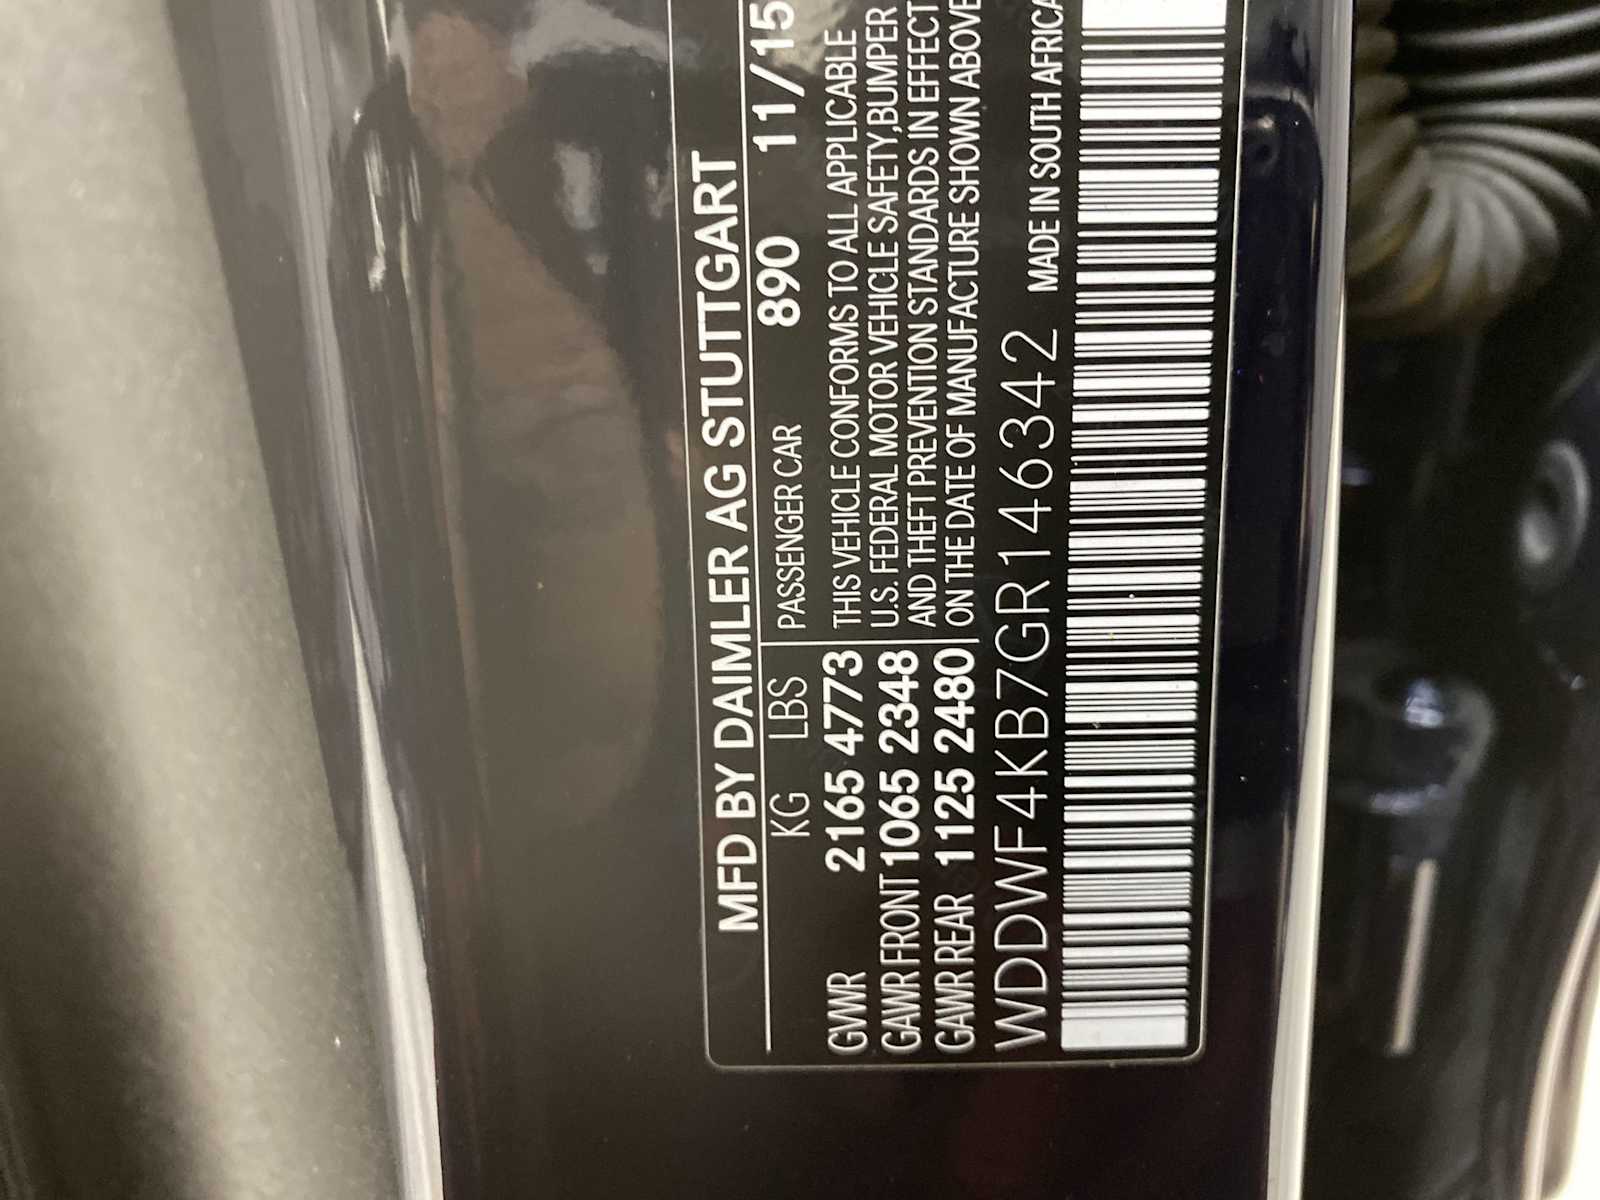 MFD BY DAIMLER AG STUTTGART
KG LBS PASSENGER CAR 890 11/15
GWWR 2165 4773 THIS VEHICLE CONFORMS TO ALL APPLICABLE
GAWR FRONT 1065 2348 U.S. FEDERAL MOTOR VEHICLE SAFETY,BUMPER
GAWR REAR 1125 2480 AND THEFT PREVENTION STANDARDS IN EFFECT
ON THE DATE OF MANUFACTURE SHOWN ABOVE
WDDWF4KB7GR146342 MADE IN SOUTH AFRICA